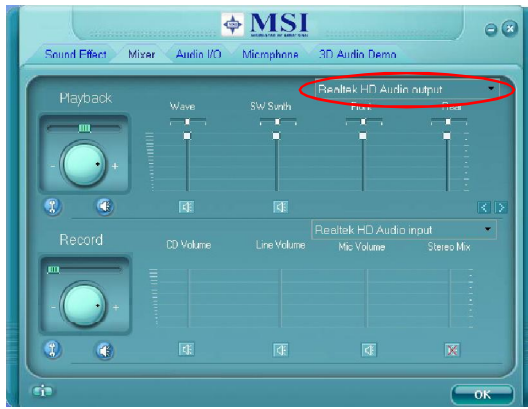 MSI
Sound Effect Mixer Audio I/O Microphone 3D Audio Demo
Realtek HD Audio output
Playback
Wave SW Synth Front Rear
- +
Realtek HD Audio input
Record
CD Volume Line Volume Mic Volume Stereo Mix
- +
OK